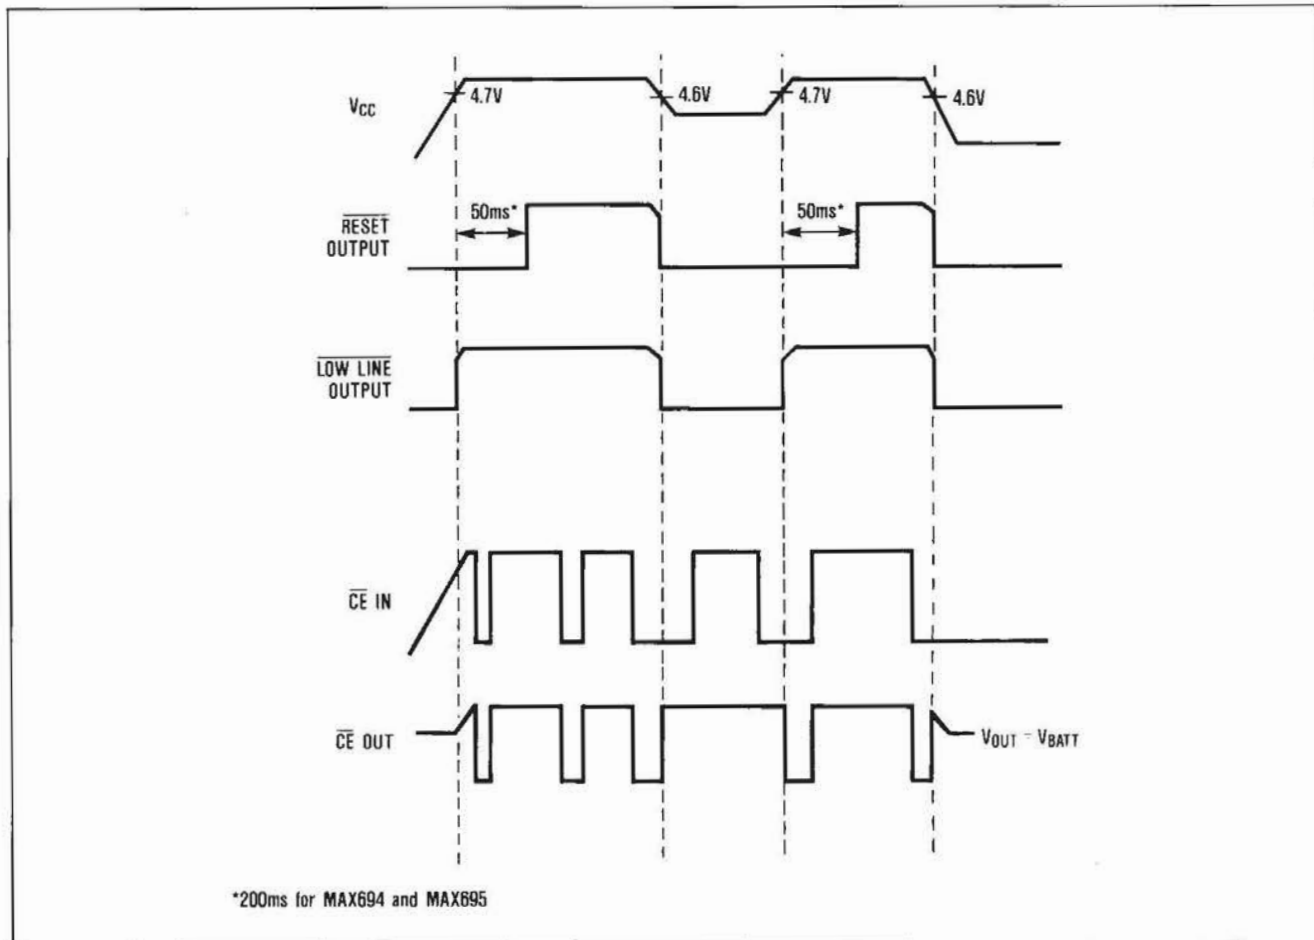 VCC
4.7V
4.6V
4.7V
4.6V
RESET
OUTPUT
50ms*
50ms*
LOW LINE
OUTPUT
CE IN
CE OUT
VOUT = VBATT
*200ms for MAX694 and MAX695